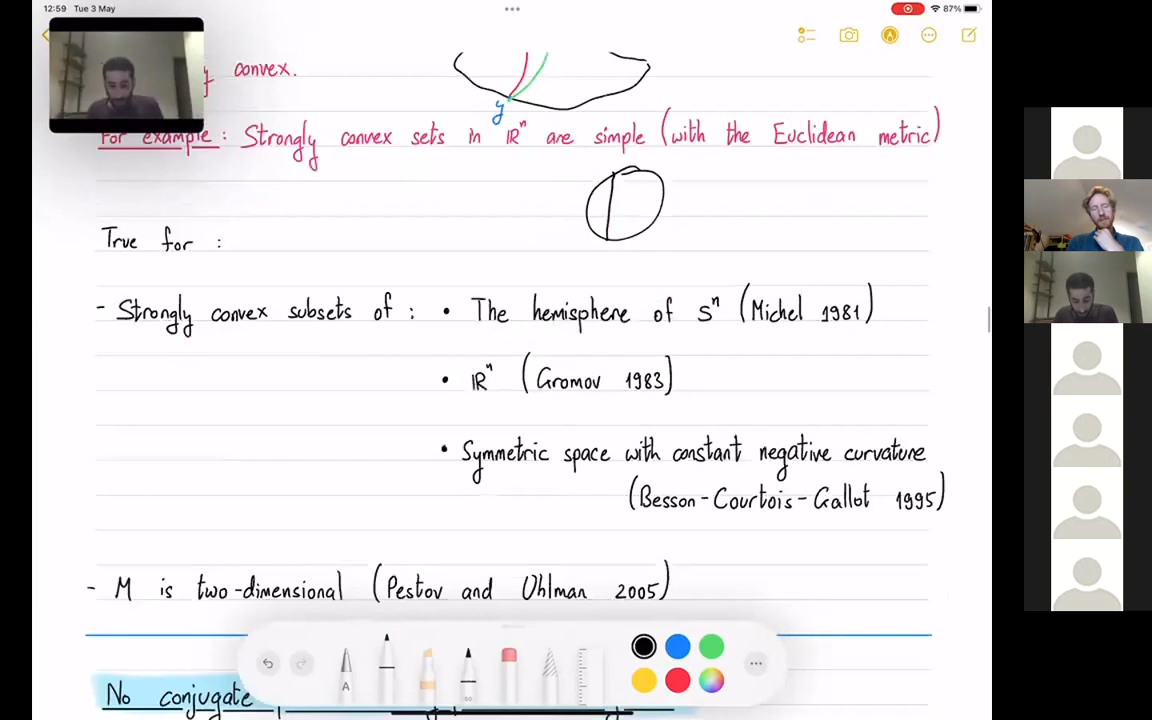 12:59 Tue 3 May
87%
convex.
y
For example : Strongly convex sets in ℝⁿ are simple (with the Euclidean metric)
True for :
- Strongly convex subsets of : • The hemisphere of Sⁿ (Michel 1981)
• ℝⁿ (Gromov 1983)
• Symmetric space with constant negative curvature
(Besson-Courtois-Gallot 1995)
- M is two-dimensional (Pestov and Uhlman 2005)
A
No conjugate